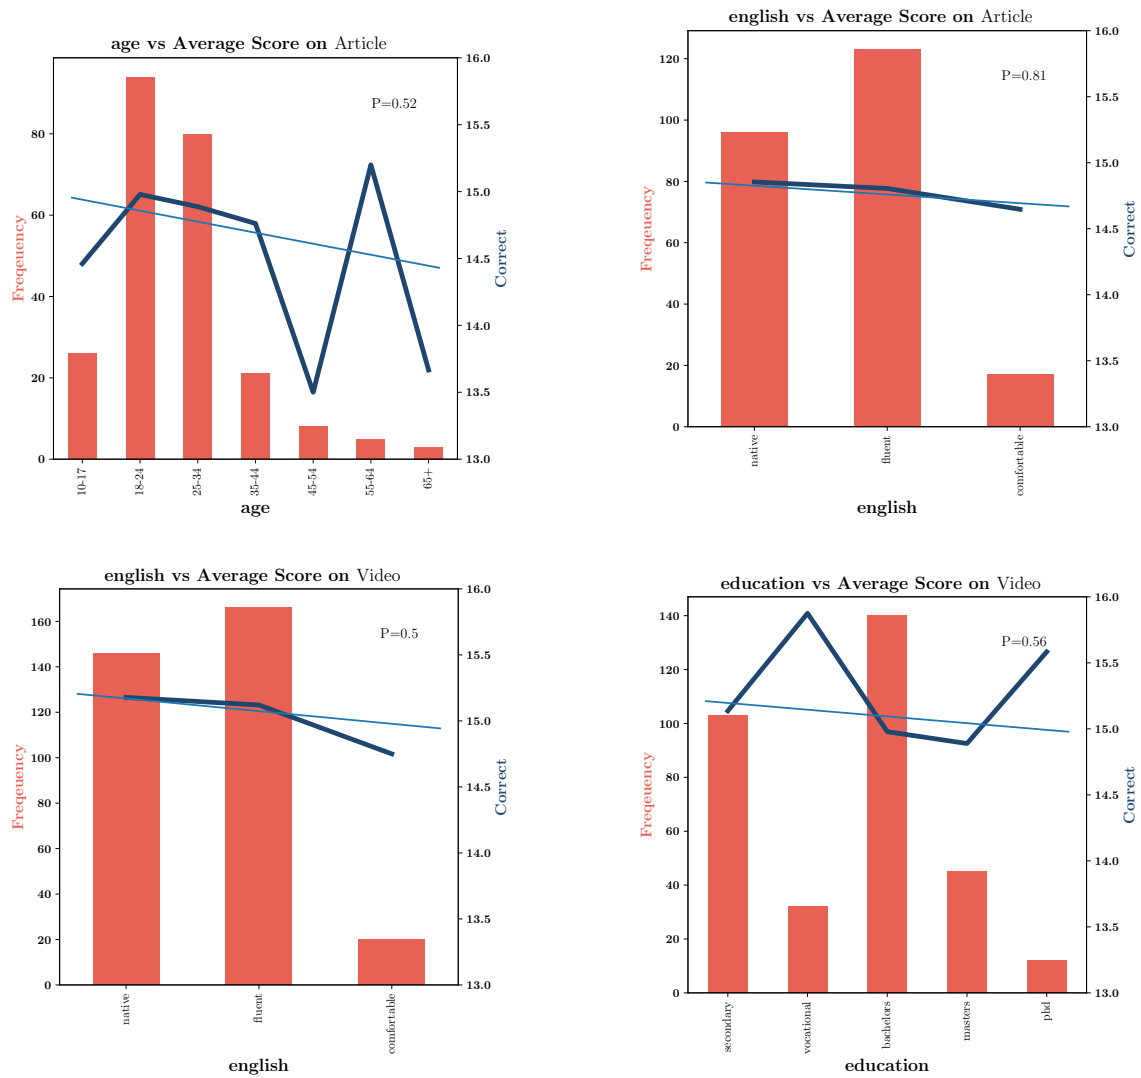 age vs Average Score on Article
P=0.52
80
60
40
20
0
16.0
15.5
15.0
14.5
14.0
13.5
13.0
Freqeuency
Correct
10-17
18-24
25-34
35-44
45-54
55-64
65+
age
english vs Average Score on Article
P=0.81
120
100
80
60
40
20
0
16.0
15.5
15.0
14.5
14.0
13.5
13.0
Freqeuency
Correct
native
fluent
comfortable
english
english vs Average Score on Video
P=0.5
160
140
120
100
80
60
40
20
0
16.0
15.5
15.0
14.5
14.0
13.5
13.0
Freqeuency
Correct
native
fluent
comfortable
english
education vs Average Score on Video
P=0.56
140
120
100
80
60
40
20
0
16.0
15.5
15.0
14.5
14.0
13.5
13.0
Freqeuency
Correct
secondary
vocational
bachelors
masters
phd
education